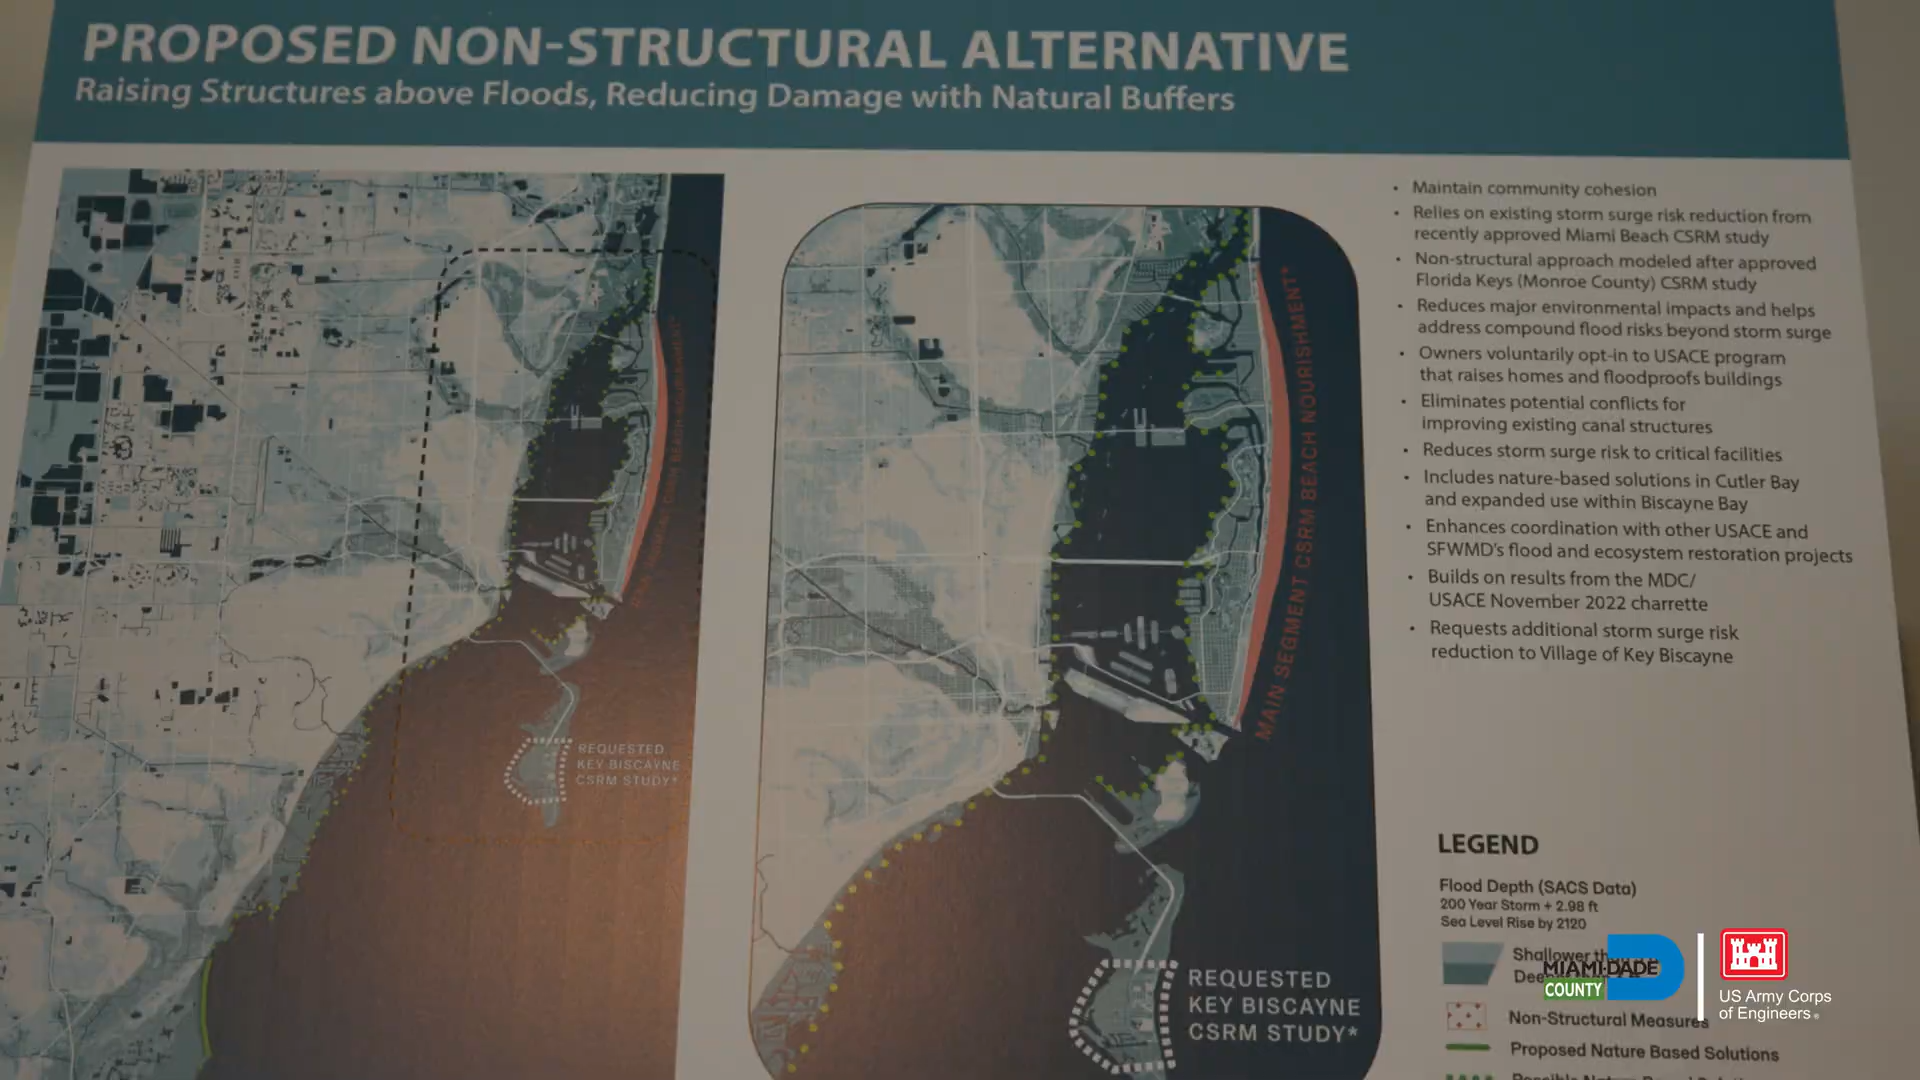 PROPOSED NON-STRUCTURAL ALTERNATIVE
Raising Structures above Floods, Reducing Damage with Natural Buffers
REQUESTED
KEY BISCAYNE
CSRM STUDY*
MAIN SEGMENT CSRM BEACH NOURISHMENT*
REQUESTED
KEY BISCAYNE
CSRM STUDY*
• Maintain community cohesion
• Relies on existing storm surge risk reduction from
recently approved Miami Beach CSRM study
• Non-structural approach modeled after approved
Florida Keys (Monroe County) CSRM study
• Reduces major environmental impacts and helps
address compound flood risks beyond storm surge
• Owners voluntarily opt-in to USACE program
that raises homes and floodproofs buildings
• Eliminates potential conflicts for
improving existing canal structures
• Reduces storm surge risk to critical facilities
• Includes nature-based solutions in Cutler Bay
and expanded use within Biscayne Bay
• Enhances coordination with other USACE and
SFWMD's flood and ecosystem restoration projects
• Builds on results from the MDC/
USACE November 2022 charrette
• Requests additional storm surge risk
reduction to Village of Key Biscayne
LEGEND
Flood Depth (SACS Data)
200 Year Storm + 2.98 ft
Sea Level Rise by 2120
Shallower
Non-Structural Measures
Proposed Nature Based Solutions
MIAMI-DADE
COUNTY
US Army Corps
of Engineers®